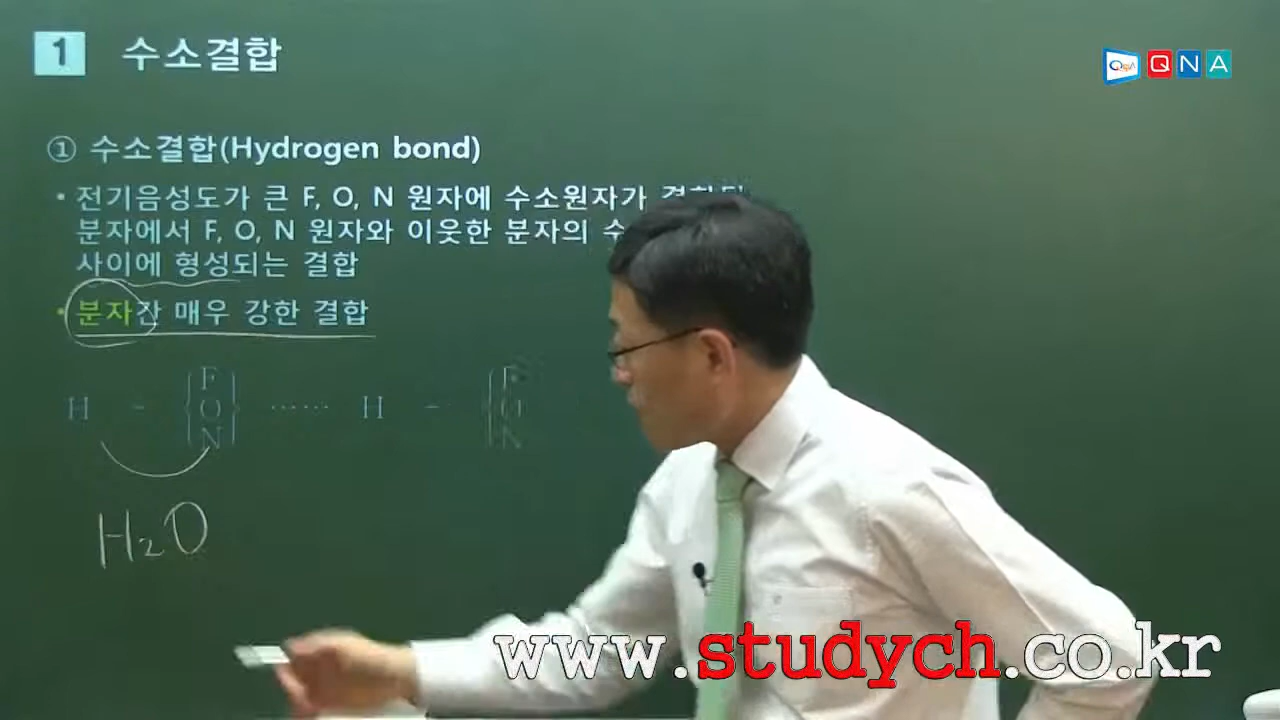 1 수소결합
QNA
① 수소결합(Hydrogen bond)
• 전기음성도가 큰 F, O, N 원자에 수소원자가
분자에서 F, O, N 원자와 이웃한 분자의
사이에 형성되는 결합
• 분자간 매우 강한 결합
H - F O N ······ H - F O N
H₂O
www.studych.co.kr